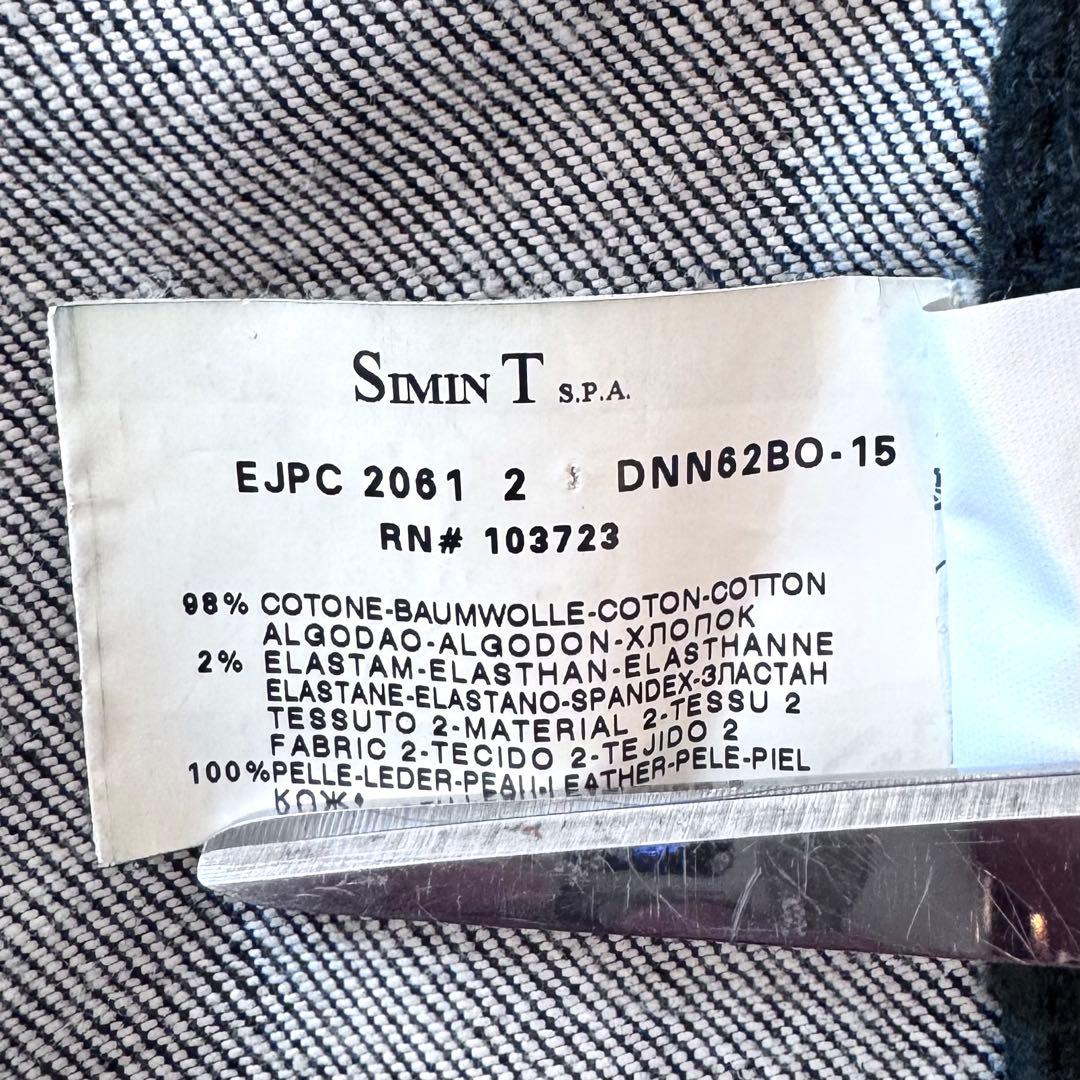 SIMIN T S.P.A.
EJPC 2061 2 DNN62BO-15
RN# 103723
98% COTONE-BAUMWOLLE-COTON-COTTON
ALGODAO-ALGODON-ХЛОПОК
2% ELASTAM-ELASTHAN-ELASTHANNE
ELASTANE-ELASTANO-SPANDEX-ЗЛАСТАН
TESSUTO 2-MATERIAL 2-TESSU 2
FABRIC 2-TECIDO 2-TEJIDO 2
100% PELLE-LEDER-PEAU-LEATHER-PELE-PIEL